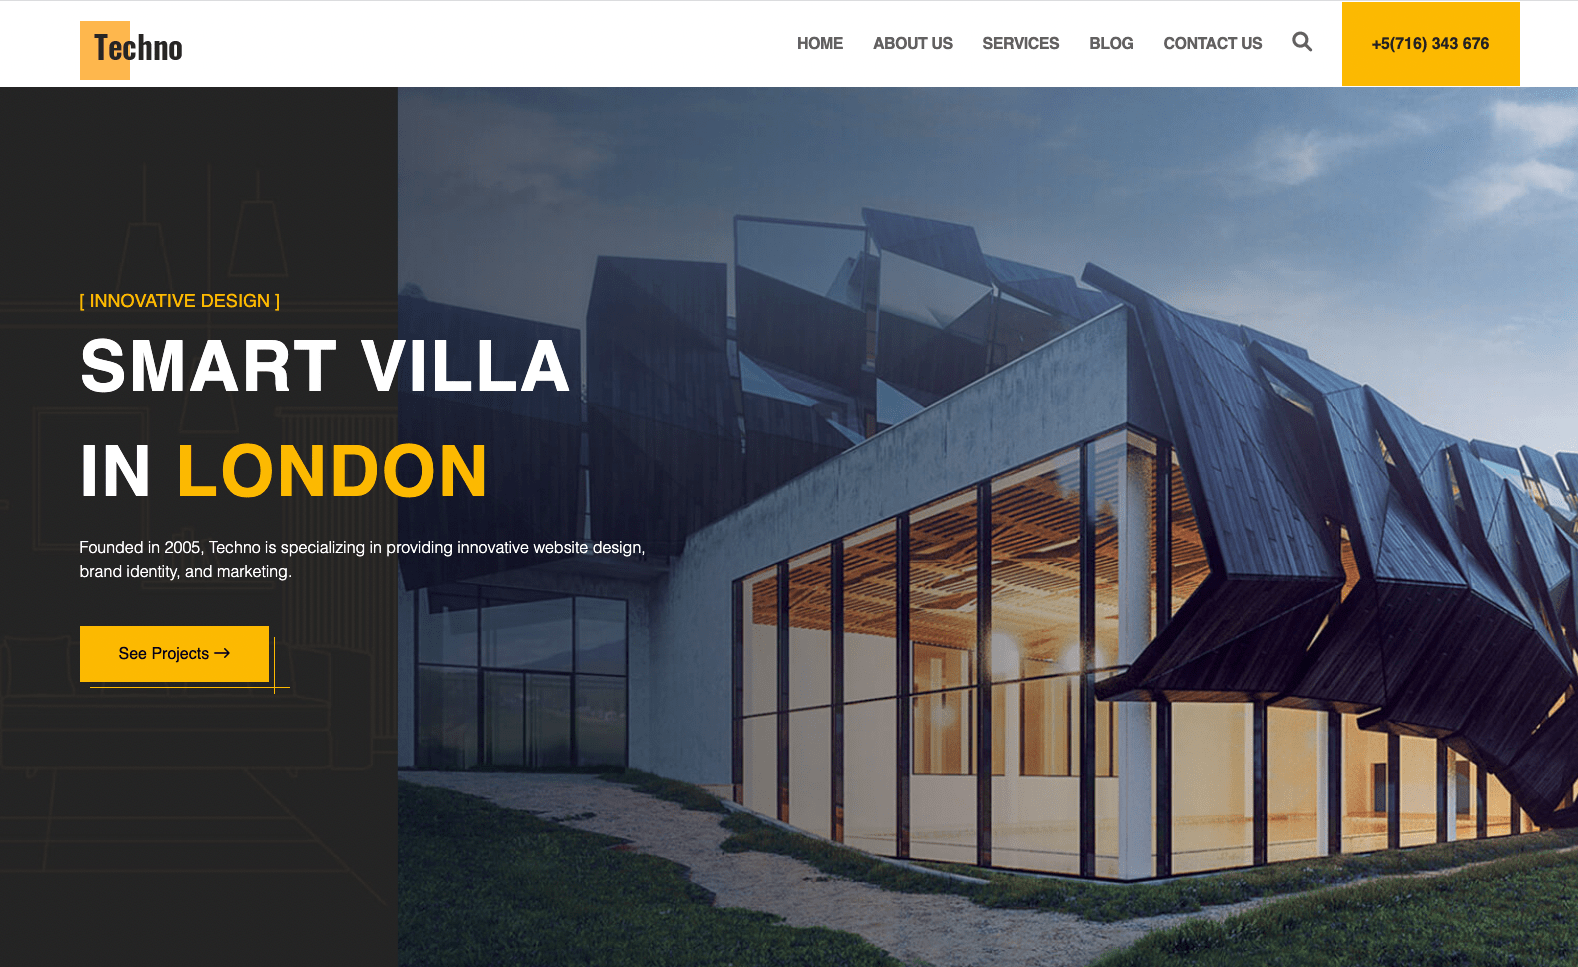 Techno
HOME ABOUT US SERVICES BLOG CONTACT US +5(716) 343 676
[ INNOVATIVE DESIGN ]
SMART VILLA
IN LONDON
Founded in 2005, Techno is specializing in providing innovative website design,
brand identity, and marketing.
See Projects →